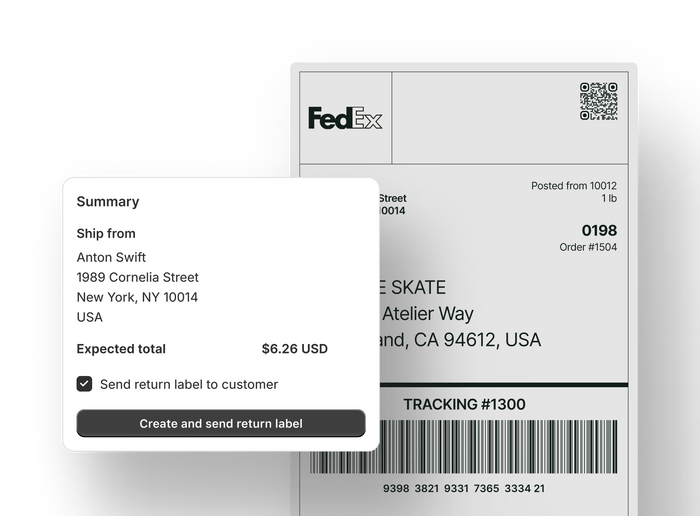 FedEx
Posted from 10012
1 lb
0198
Order #1504
Street
10014
SKATE
Atelier Way
CA 94612, USA
TRACKING #1300
9398 3821 9331 7365 3334 21
Summary
Ship from
Anton Swift
1989 Cornelia Street
New York, NY 10014
USA
Expected total $6.26 USD
Send return label to customer
Create and send return label